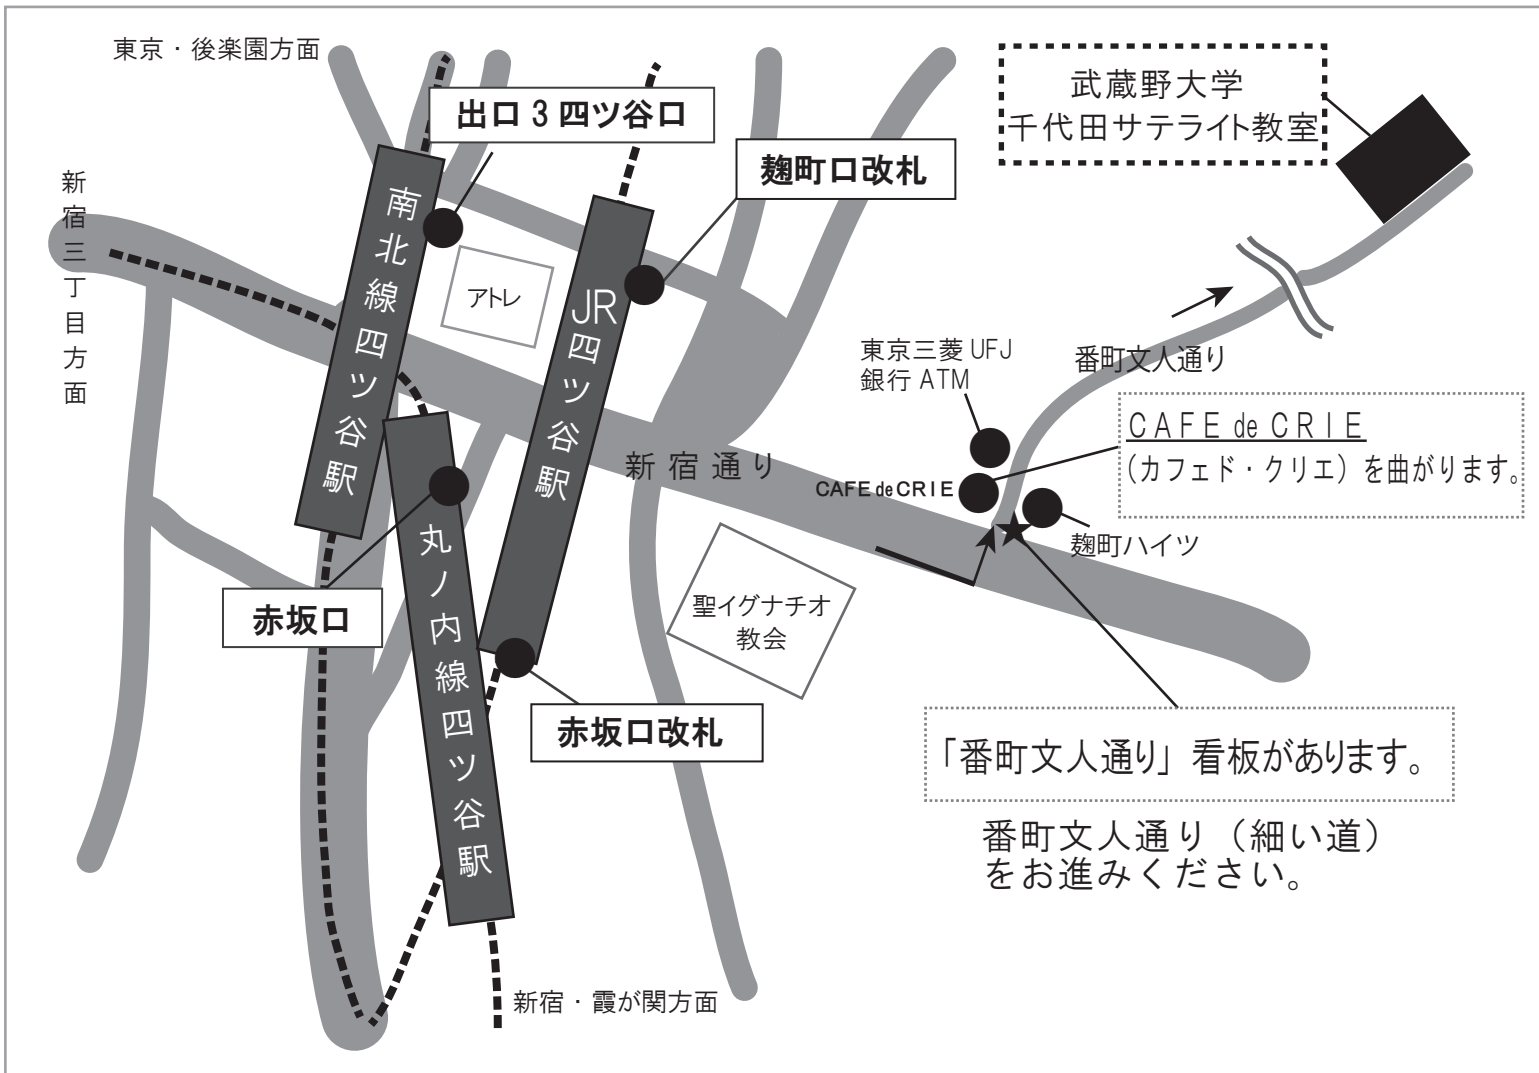 東京・後楽園方面
出口 3 四ツ谷口
麹町口改札
武蔵野大学
千代田サテライト教室
新宿三丁目方面
南北線四ツ谷駅
アトレ
JR四ツ谷駅
東京三菱 UFJ
銀行 ATM
番町文人通り
CAFE de CRIE
(カフェド・クリエ) を曲がります。
新宿通り
CAFE de CRIE
麹町ハイツ
丸ノ内線四ツ谷駅
赤坂口
聖イグナチオ
教会
赤坂口改札
「番町文人通り」看板があります。
番町文人通り（細い道）
をお進みください。
新宿・霞が関方面